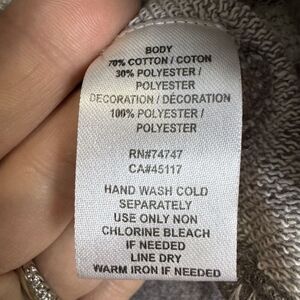 BODY
70% COTTON / COTON
30% POLYESTER /
POLYESTER
DECORATION / DÉCORATION
100% POLYESTER /
POLYESTER
RN#74747
CA#45117
HAND WASH COLD
SEPARATELY
USE ONLY NON
CHLORINE BLEACH
IF NEEDED
LINE DRY
WARM IRON IF NEEDED